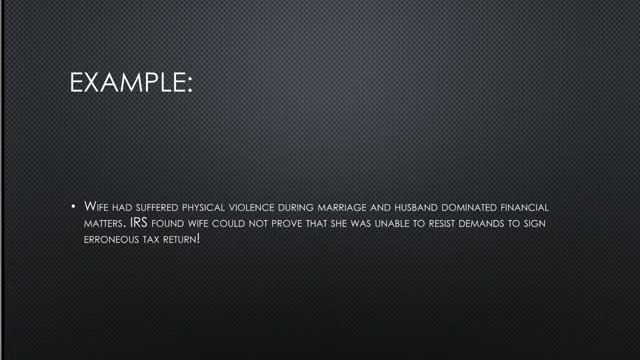 EXAMPLE:
• Wife had suffered physical violence during marriage and husband dominated financial
matters. IRS found wife could not prove that she was unable to resist demands to sign
erroneous tax return!